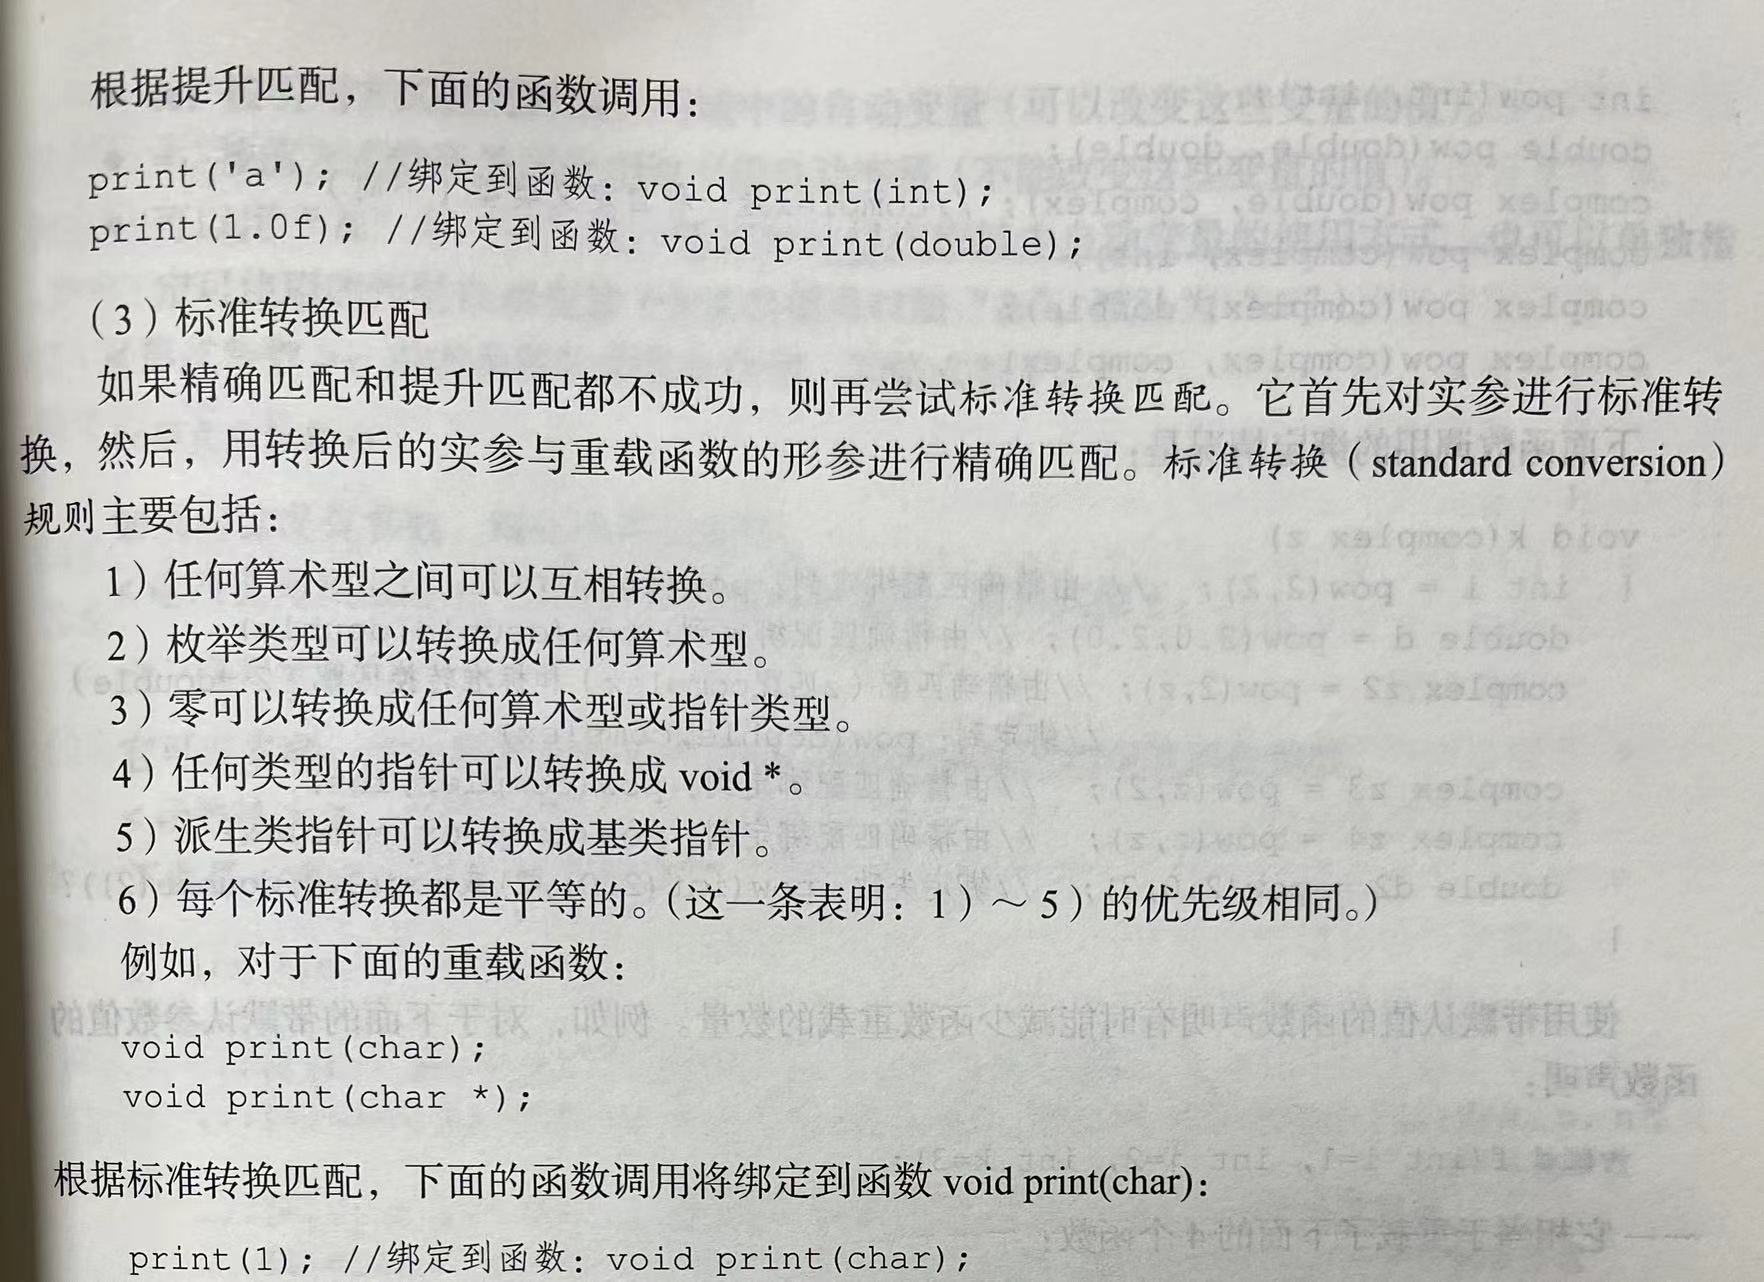 根据提升匹配，下面的函数调用：
print('a'); //绑定到函数：void print(int);
print(1.0f); //绑定到函数：void print(double);
（3）标准转换匹配
如果精确匹配和提升匹配都不成功，则再尝试标准转换匹配。它首先对实参进行标准转
换，然后，用转换后的实参与重载函数的形参进行精确匹配。标准转换（standard conversion）
规则主要包括：
1）任何算术型之间可以互相转换。
2）枚举类型可以转换成任何算术型。
3）零可以转换成任何算术型或指针类型。
4）任何类型的指针可以转换成 void *。
5）派生类指针可以转换成基类指针。
6）每个标准转换都是平等的。（这一条表明：1）～ 5）的优先级相同。）
例如，对于下面的重载函数：
void print(char);
void print(char *);
根据标准转换匹配，下面的函数调用将绑定到函数 void print(char)：
print(1); //绑定到函数：void print(char);